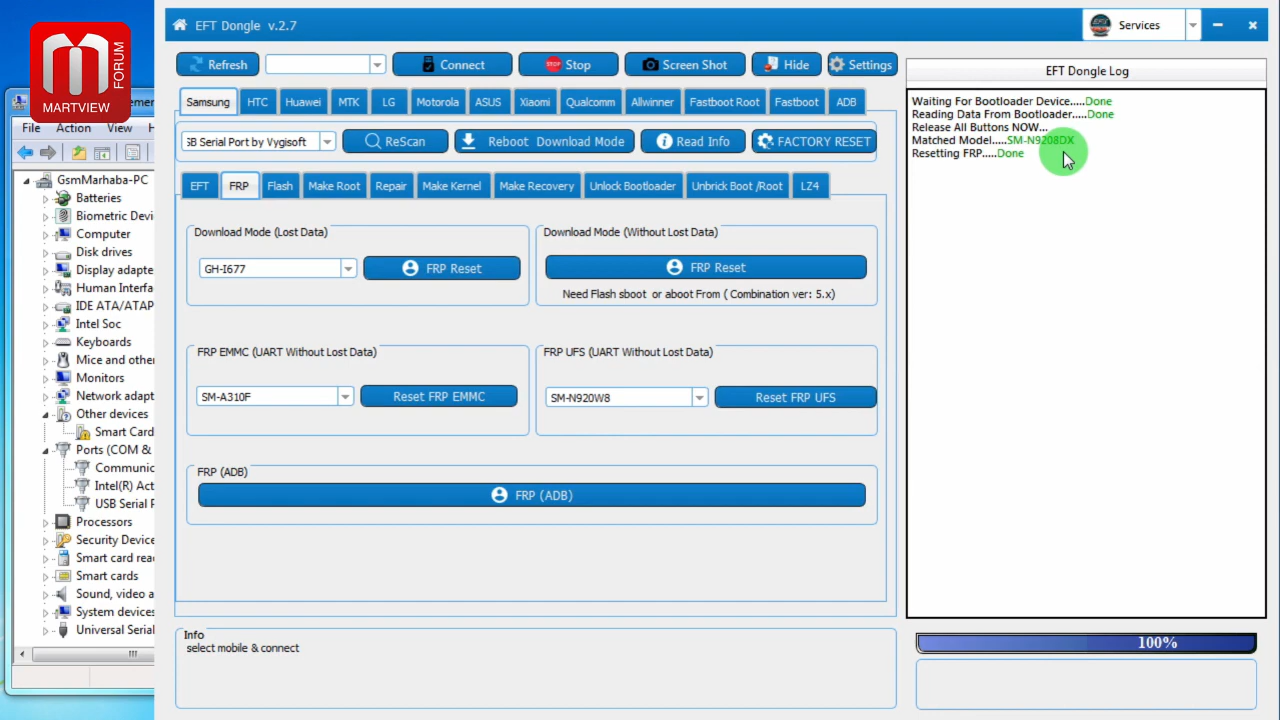 MARTVIEW
FORUM
File Action View H
GsmMarhaba-PC
Batteries
Biometric Devi
Computer
Disk drives
Display adapte
Human Interfa
IDE ATA/ATAP
Intel Soc
Keyboards
Mice and othe
Monitors
Network adapt
Other devices
Smart Card
Ports (COM &
Communic
Intel(R) Act
USB Serial P
Processors
Security Device
Smart card read
Smart cards
Sound, video a
System devices
Universal Serial
EFT Dongle v.2.7
Services
Refresh
Connect
STOP Stop
Screen Shot
Hide
Settings
Samsung HTC Huawei MTK LG Motorola ASUS Xiaomi Qualcomm Allwinner Fastboot Root Fastboot ADB
SB Serial Port by Vygisoft
ReScan
Reboot Download Mode
Read Info
FACTORY RESET
EFT FRP Flash Make Root Repair Make Kernel Make Recovery Unlock Bootloader Unbrick Boot /Root LZ4
Download Mode (Lost Data)
GH-I677
FRP Reset
Download Mode (Without Lost Data)
FRP Reset
Need Flash sboot or aboot From ( Combination ver: 5.x)
FRP EMMC (UART Without Lost Data)
SM-A310F
Reset FRP EMMC
FRP UFS (UART Without Lost Data)
SM-N920W8
Reset FRP UFS
FRP (ADB)
FRP (ADB)
Info
select mobile & connect
EFT Dongle Log
Waiting For Bootloader Device.....Done
Reading Data From Bootloader.....Done
Release All Buttons NOW...
Matched Model.....SM-N9208DX
Resetting FRP.....Done
100%